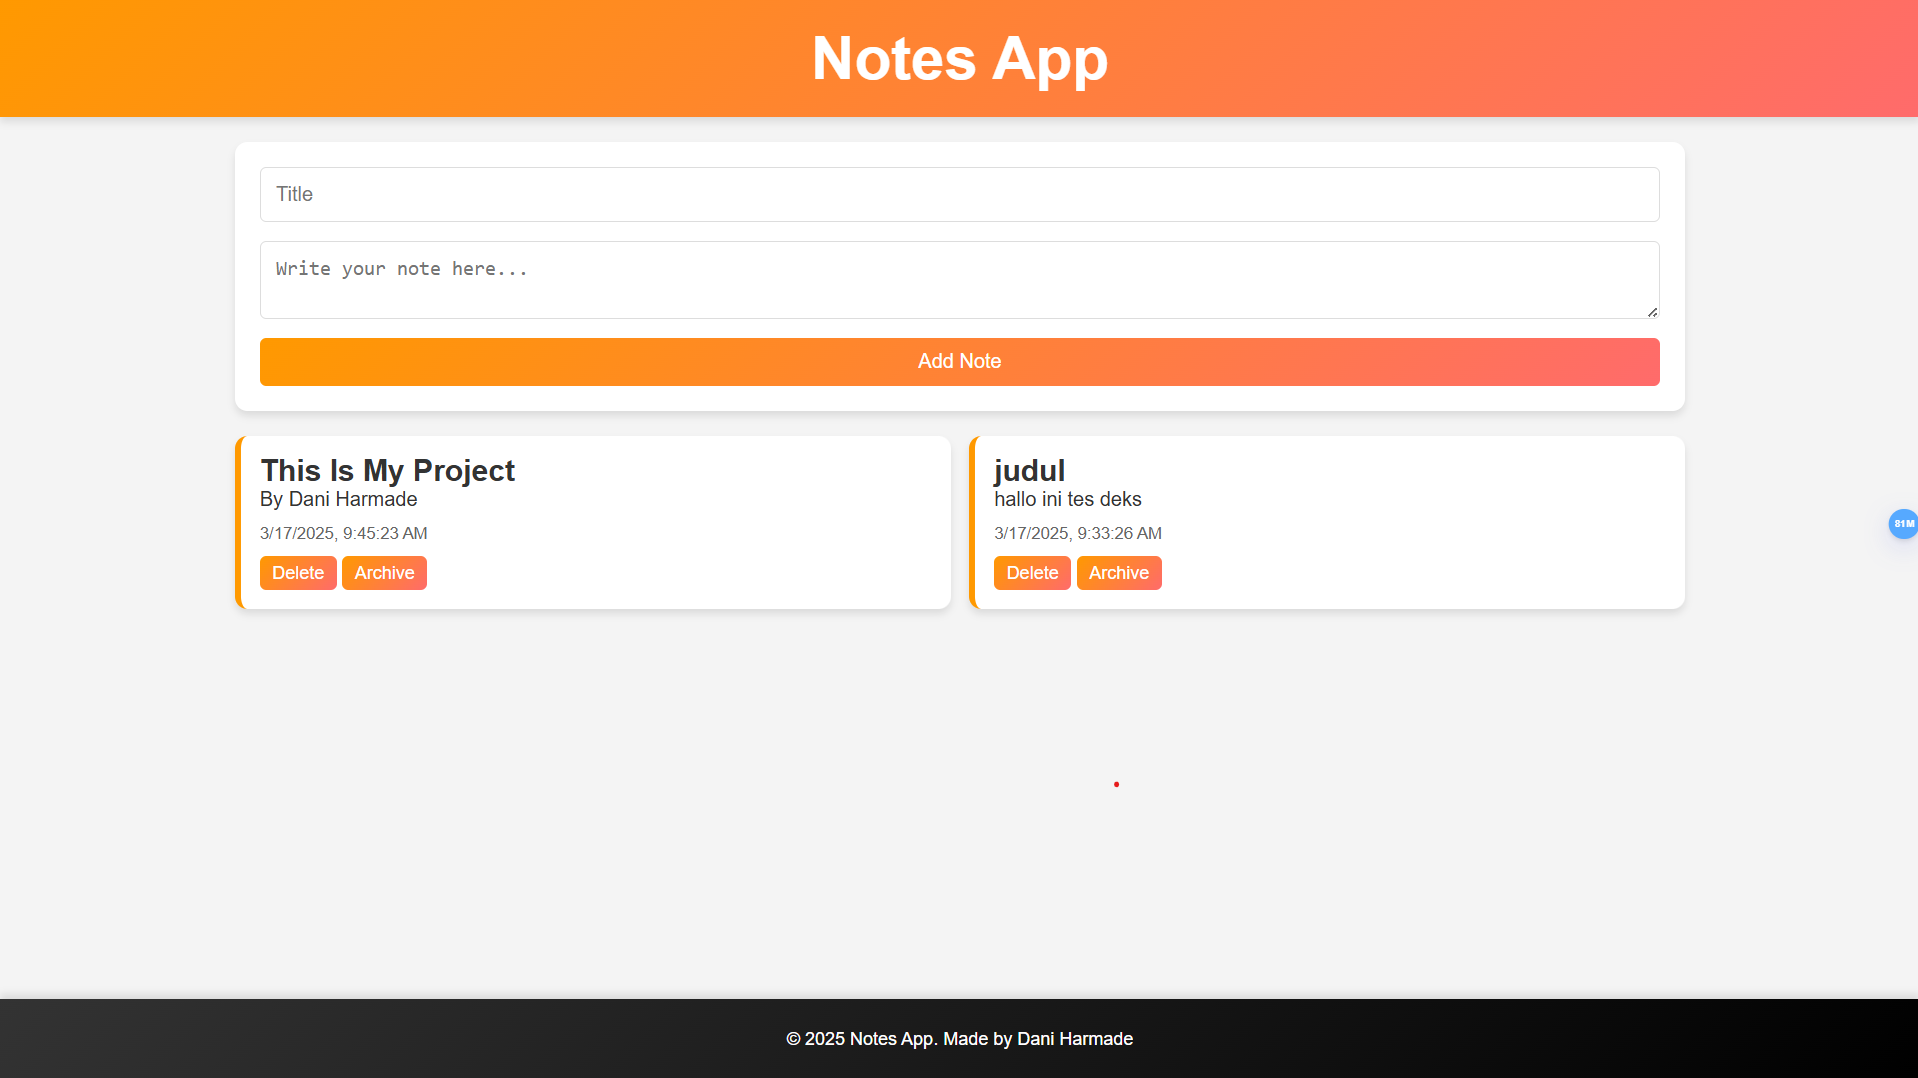 Notes App
Title
Write your note here...
Add Note
This Is My Project
By Dani Harmade
3/17/2025, 9:45:23 AM
Delete Archive
judul
hallo ini tes deks
3/17/2025, 9:33:26 AM
Delete Archive
81M
© 2025 Notes App. Made by Dani Harmade